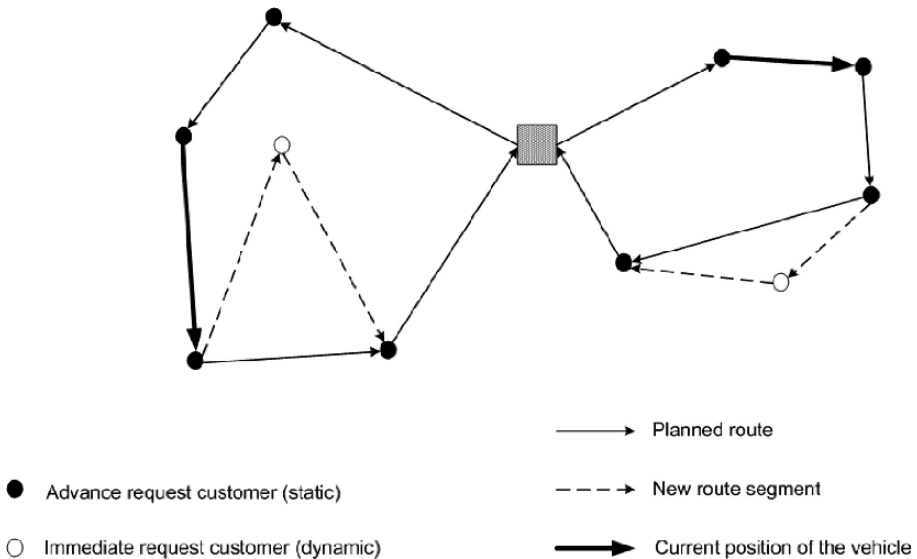 Planned route
Advance request customer (static)
New route segment
Immediate request customer (dynamic)
Current position of the vehicle